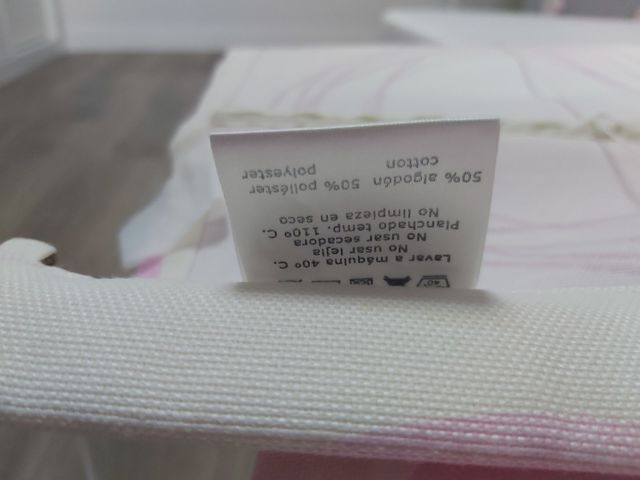 40°
Lavar a máquina 40º C.
No usar lejía
No usar secadora
Planchado temp. 110º C.
No limpieza en seco
50% algodón 50% poliéster
cotton polyester